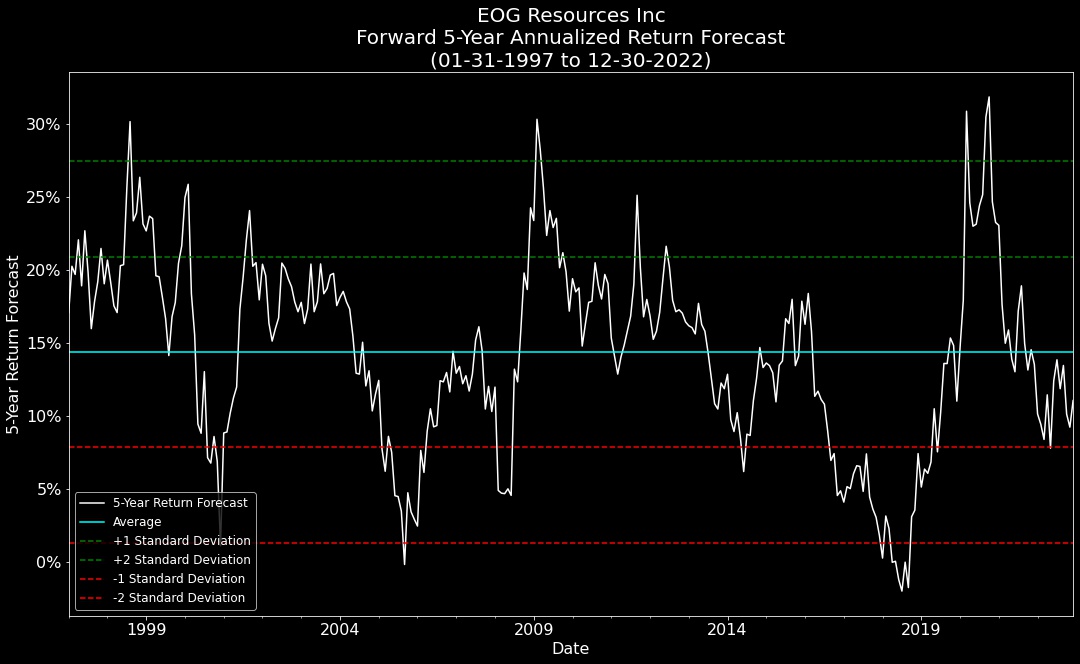 EOG Resources Inc
Forward 5-Year Annualized Return Forecast
(01-31-1997 to 12-30-2022)
30%
25%
20%
15%
10%
5%
0%
5-Year Return Forecast
5-Year Return Forecast
Average
+1 Standard Deviation
+2 Standard Deviation
-1 Standard Deviation
-2 Standard Deviation
1999
2004
2009
2014
2019
Date